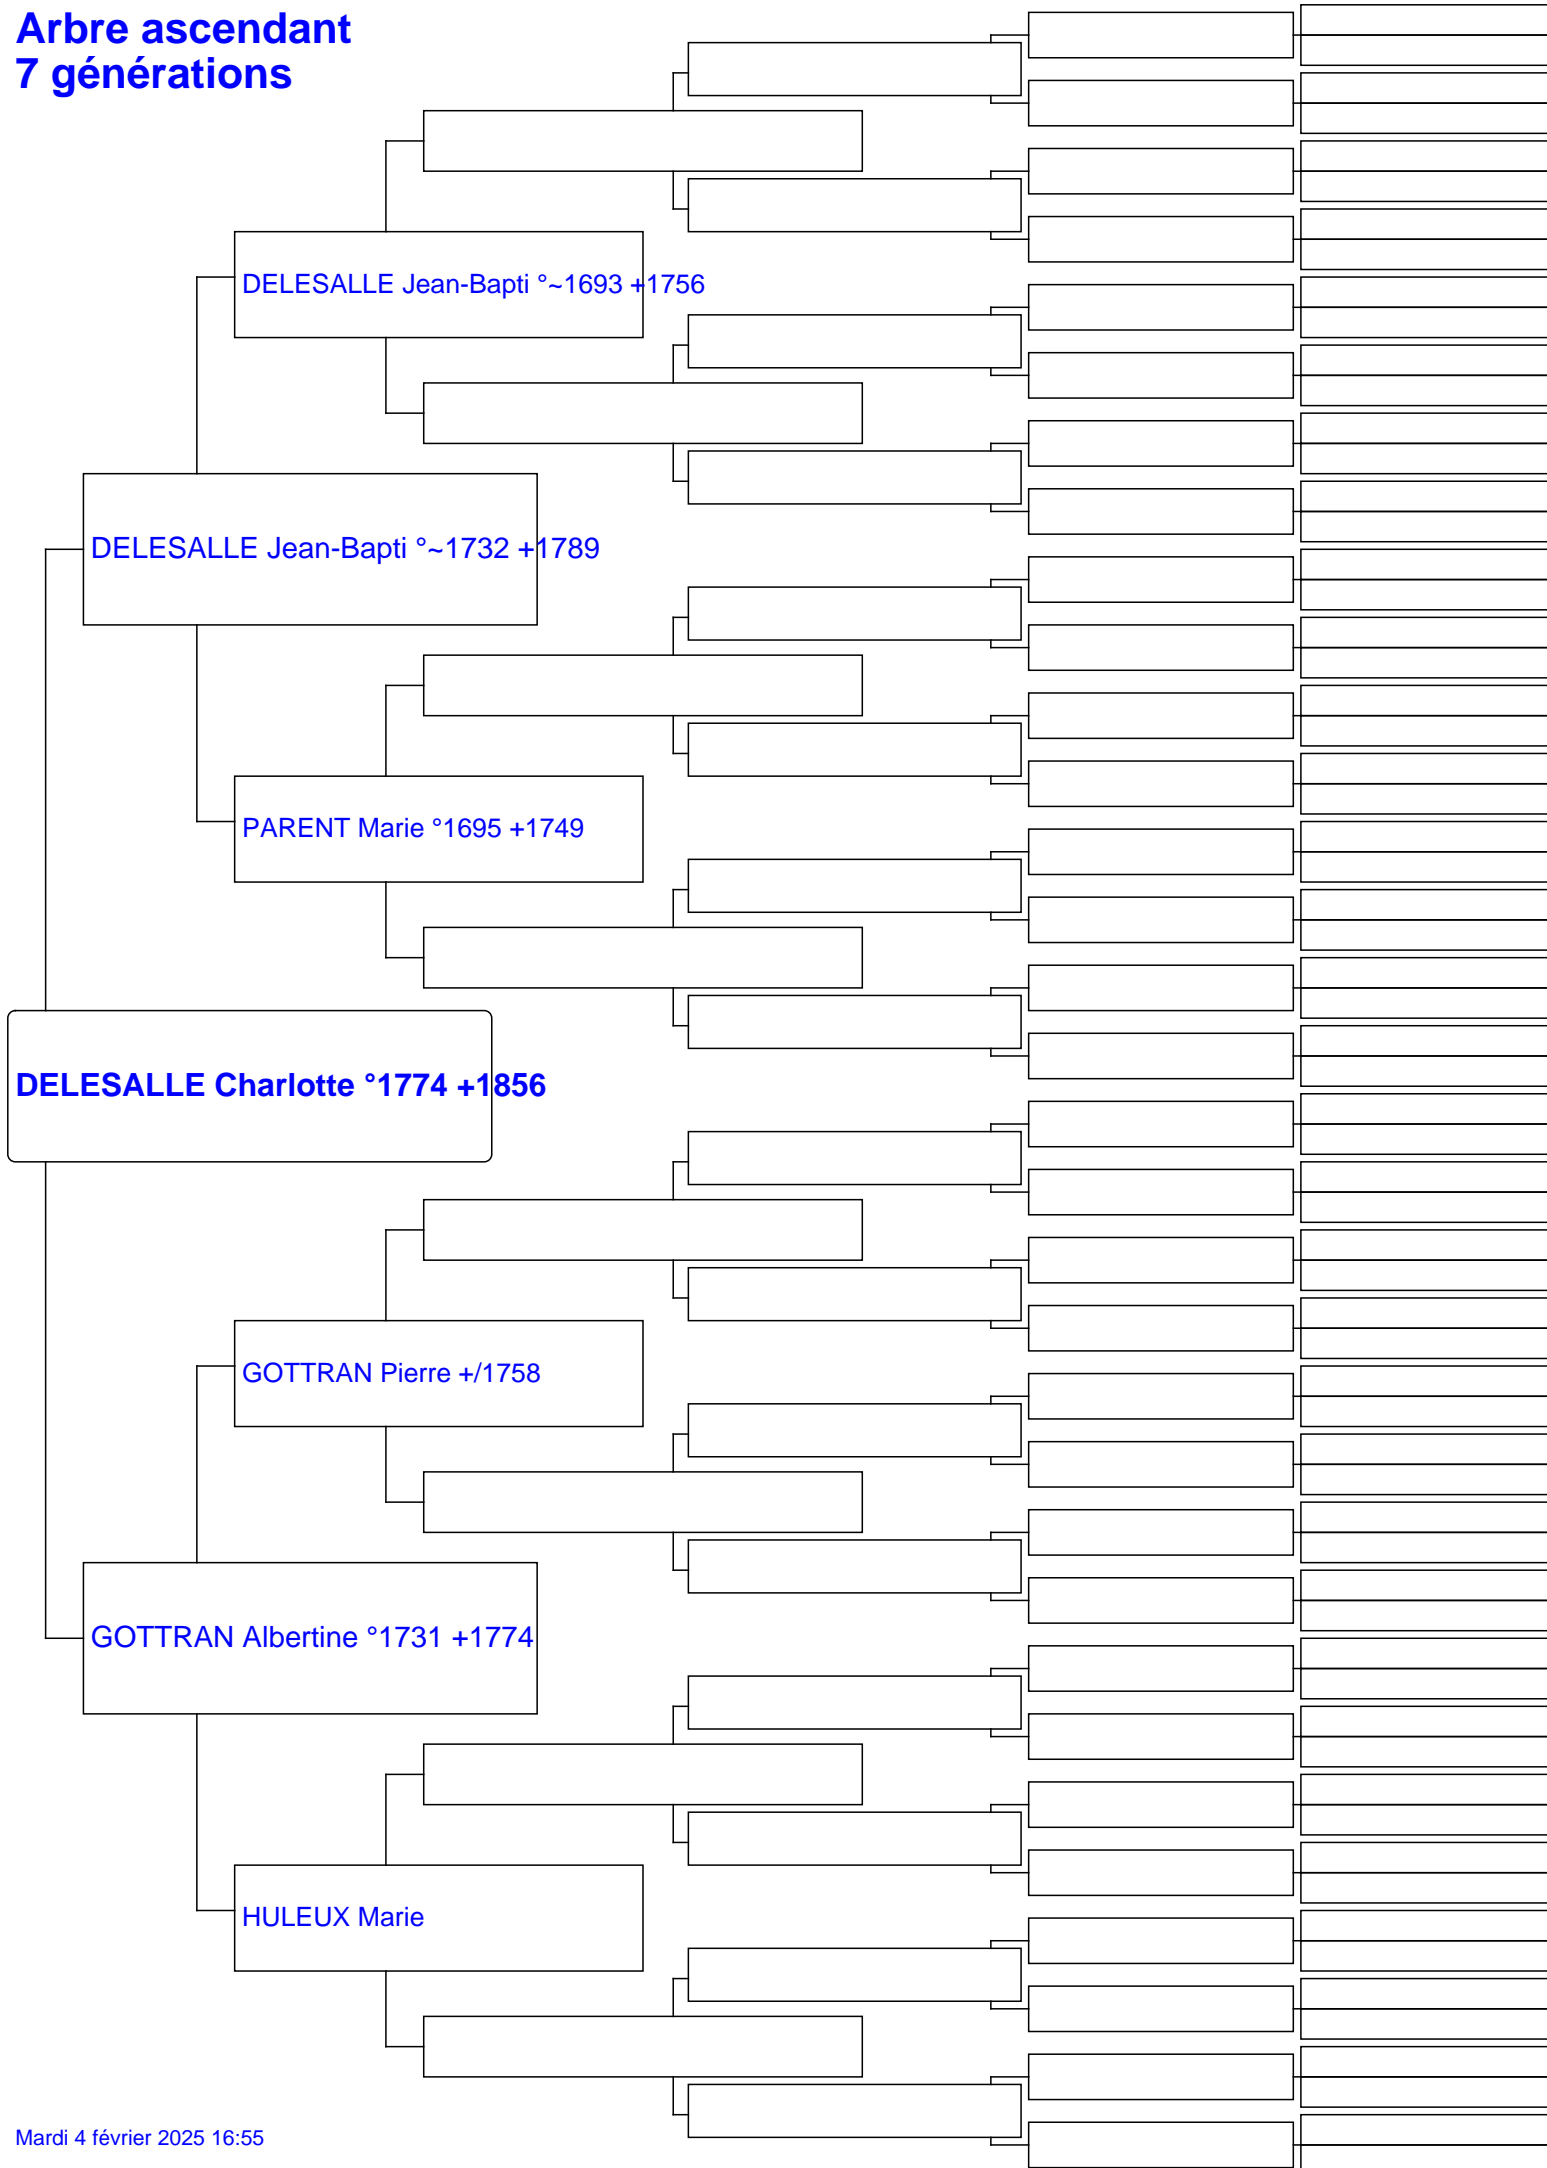 Arbre ascendant
7 générations
DELESALLE Jean-Bapti °~1693 +1756
DELESALLE Jean-Bapti °~1732 +1789
PARENT Marie °1695 +1749
DELESALLE Charlotte °1774 +1856
GOTTRAN Pierre +/1758
GOTTRAN Albertine °1731 +1774
HULEUX Marie
Mardi 4 février 2025 16:55